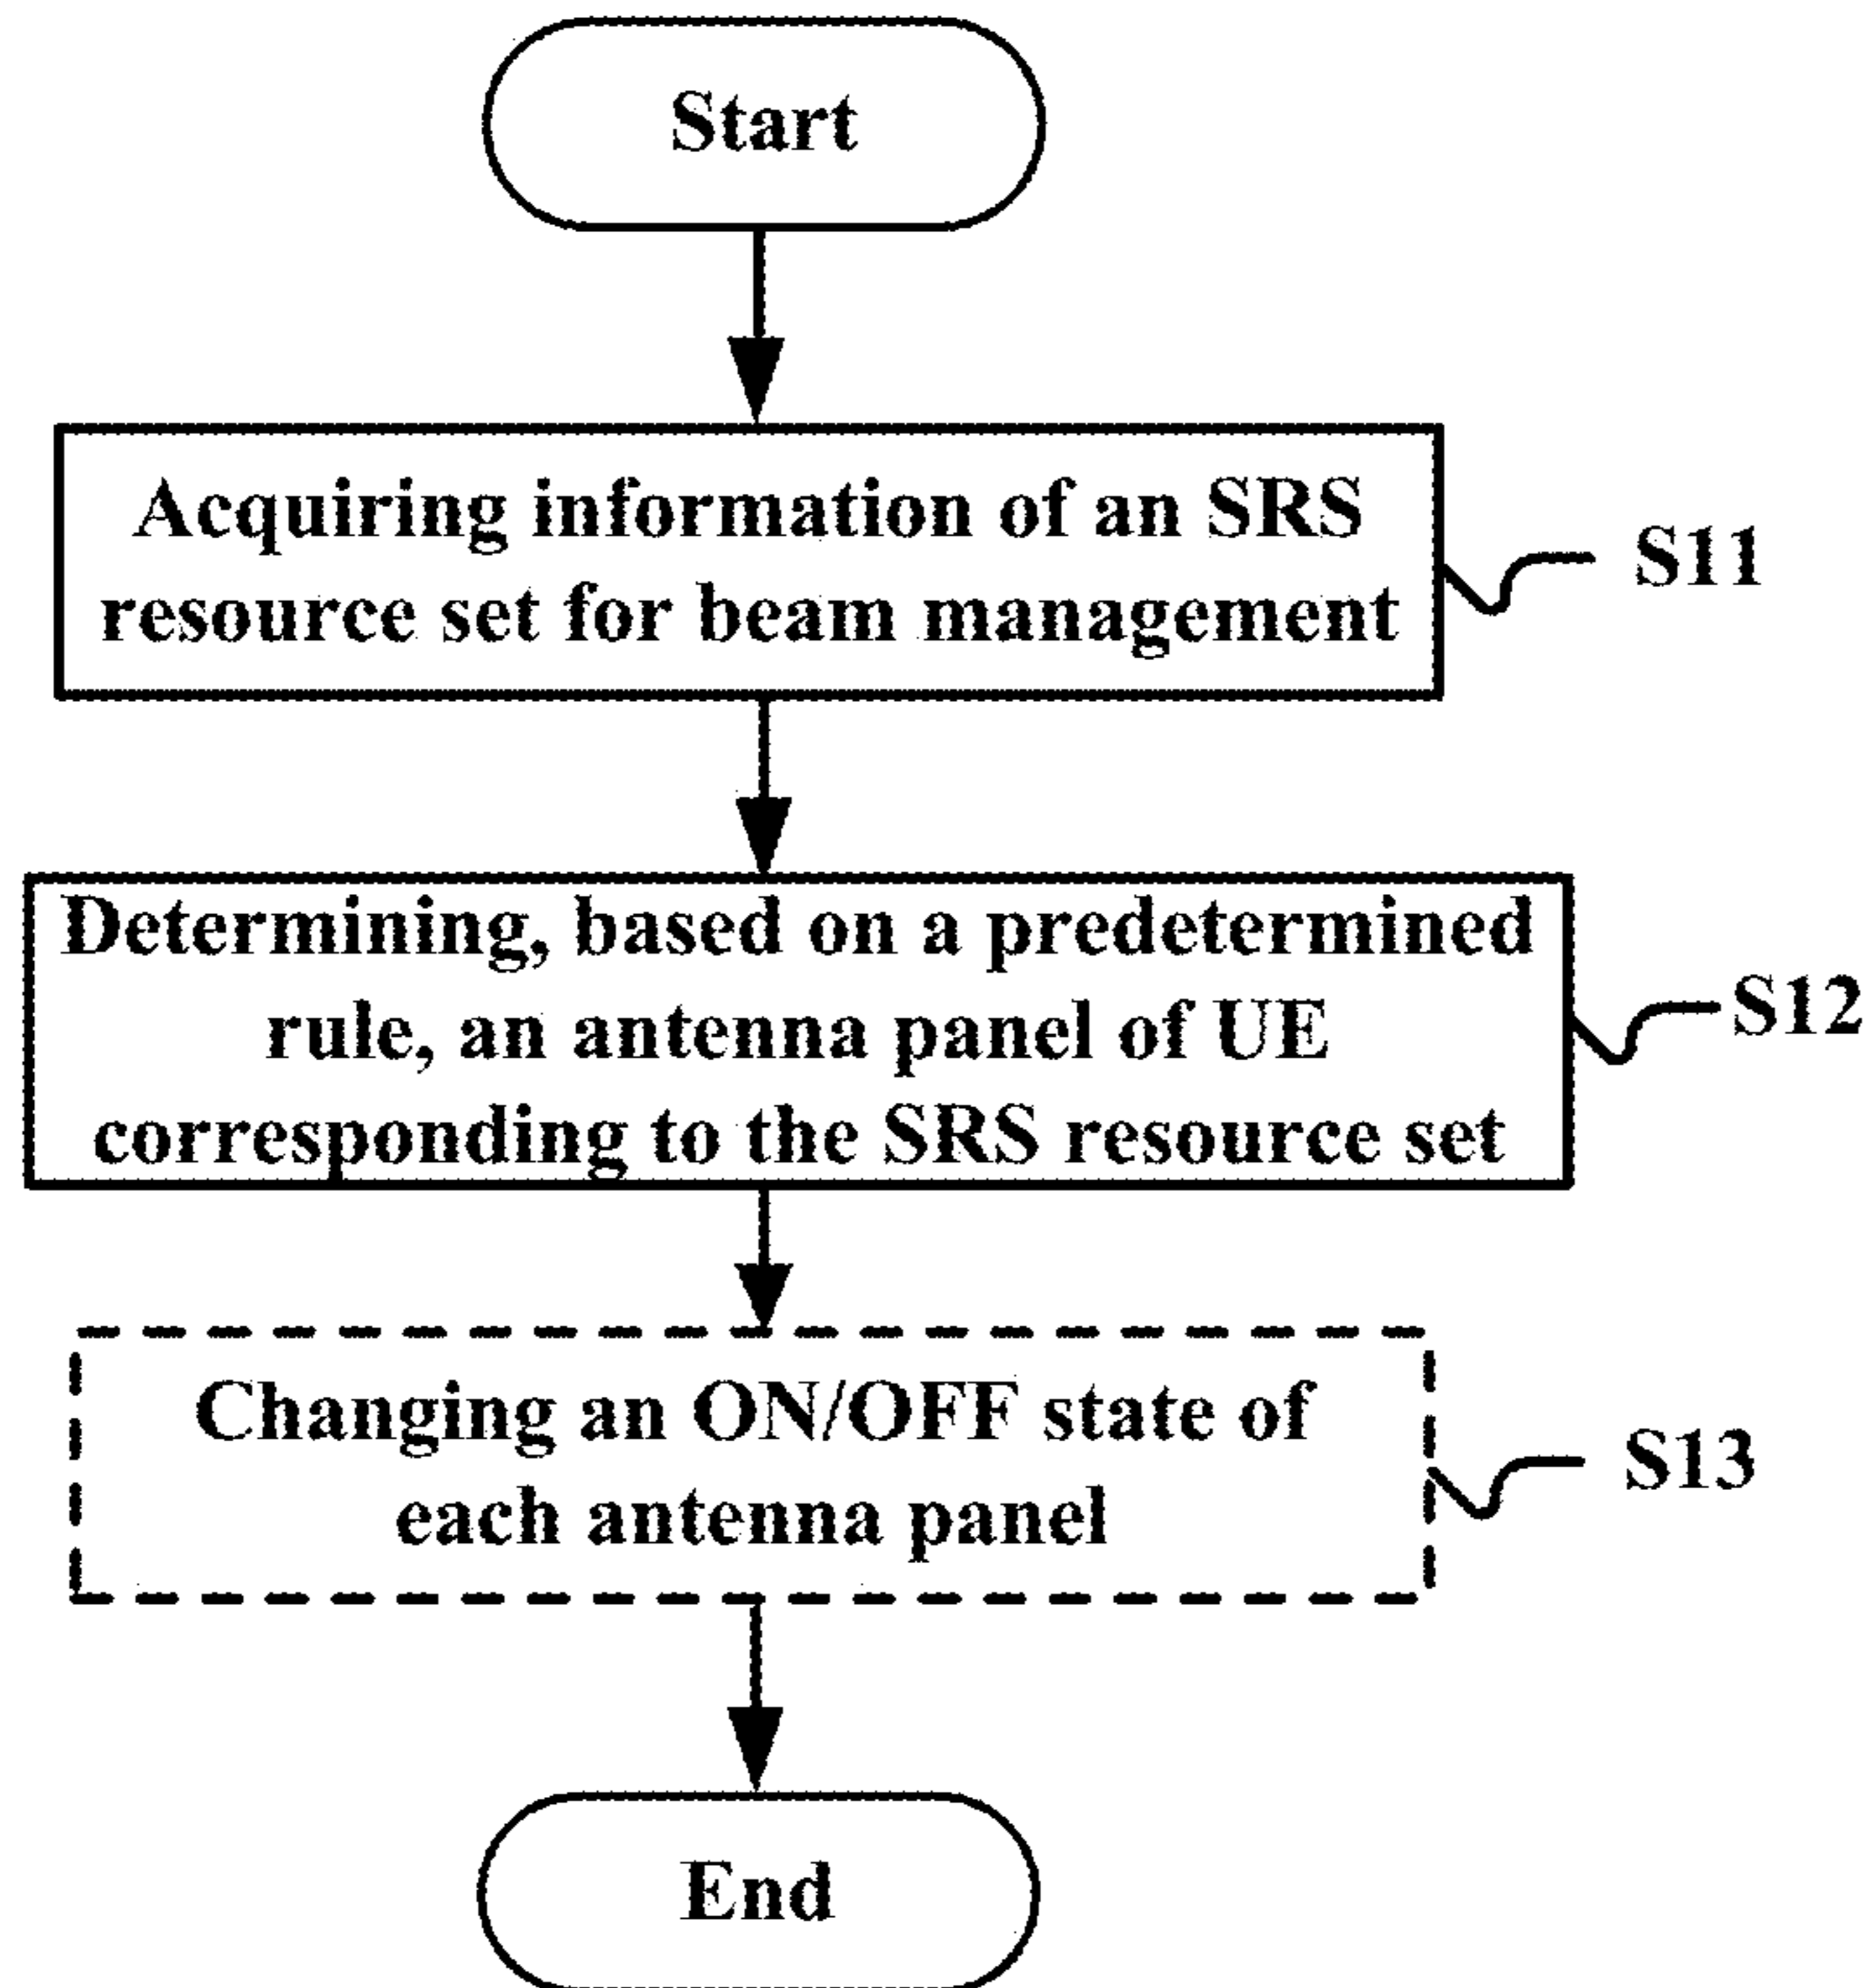 Start
Acquiring information of an SRS
resource set for beam management
S11
Determining, based on a predetermined
rule, an antenna panel of UE
corresponding to the SRS resource set
S12
Changing an ON/OFF state of
each antenna panel
S13
End